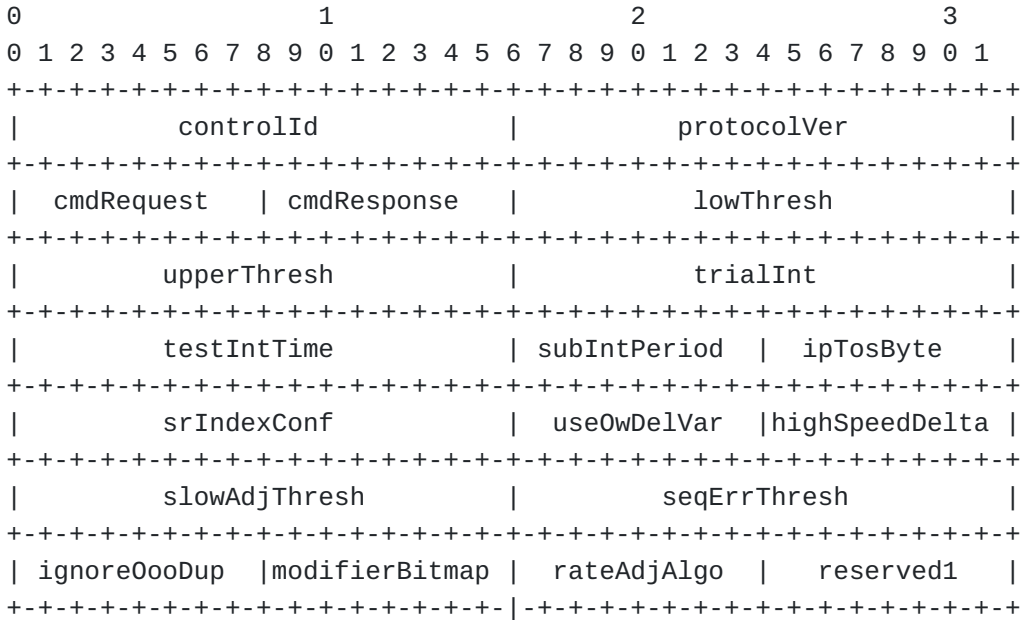 0                   1                   2                   3
0 1 2 3 4 5 6 7 8 9 0 1 2 3 4 5 6 7 8 9 0 1 2 3 4 5 6 7 8 9 0 1
+-+-+-+-+-+-+-+-+-+-+-+-+-+-+-+-+-+-+-+-+-+-+-+-+-+-+-+-+-+-+-+-+
|          controlId            |          protocolVer          |
+-+-+-+-+-+-+-+-+-+-+-+-+-+-+-+-+-+-+-+-+-+-+-+-+-+-+-+-+-+-+-+-+
|  cmdRequest   | cmdResponse   |           lowThresh           |
+-+-+-+-+-+-+-+-+-+-+-+-+-+-+-+-+-+-+-+-+-+-+-+-+-+-+-+-+-+-+-+-+
|         upperThresh           |           trialInt            |
+-+-+-+-+-+-+-+-+-+-+-+-+-+-+-+-+-+-+-+-+-+-+-+-+-+-+-+-+-+-+-+-+
|         testIntTime           | subIntPeriod  |  ipTosByte    |
+-+-+-+-+-+-+-+-+-+-+-+-+-+-+-+-+-+-+-+-+-+-+-+-+-+-+-+-+-+-+-+-+
|         srIndexConf           |  useOwDelVar  |highSpeedDelta |
+-+-+-+-+-+-+-+-+-+-+-+-+-+-+-+-+-+-+-+-+-+-+-+-+-+-+-+-+-+-+-+-+
|         slowAdjThresh         |         seqErrThresh          |
+-+-+-+-+-+-+-+-+-+-+-+-+-+-+-+-+-+-+-+-+-+-+-+-+-+-+-+-+-+-+-+-+
| ignoreOooDup  |modifierBitmap |  rateAdjAlgo  |   reserved1   |
+-+-+-+-+-+-+-+-+-+-+-+-+-+-+-+-|-+-+-+-+-+-+-+-+-+-+-+-+-+-+-+-+